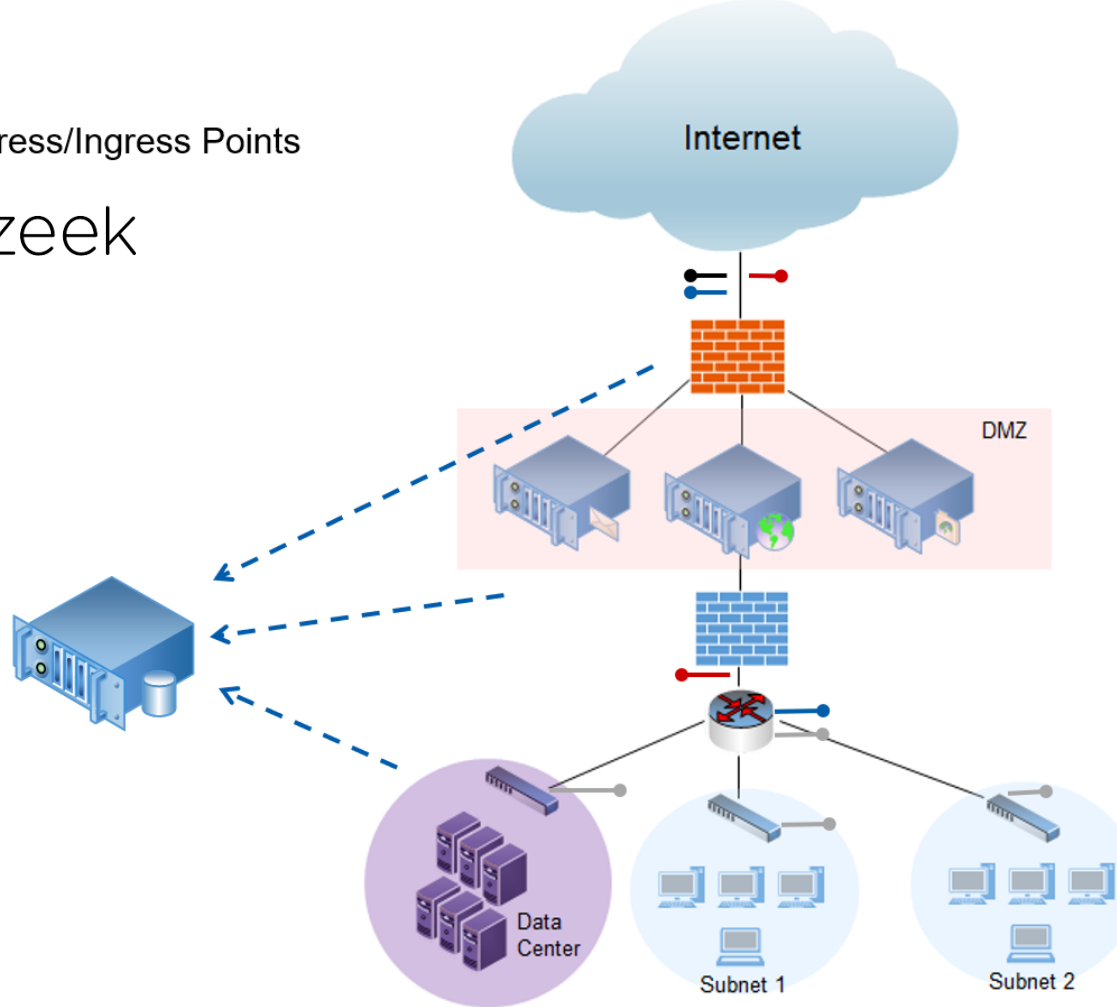 Internet
ress/Ingress Points
zeek
DMZ
Data
Center
Subnet 1
Subnet 2